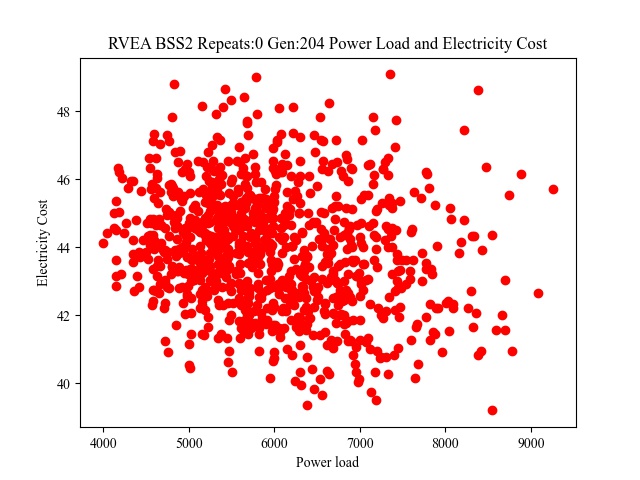 RVEA BSS2 Repeats:0 Gen:204 Power Load and Electricity Cost
48
46
44
42
40
Electricity Cost
4000 5000 6000 7000 8000 9000
Power load